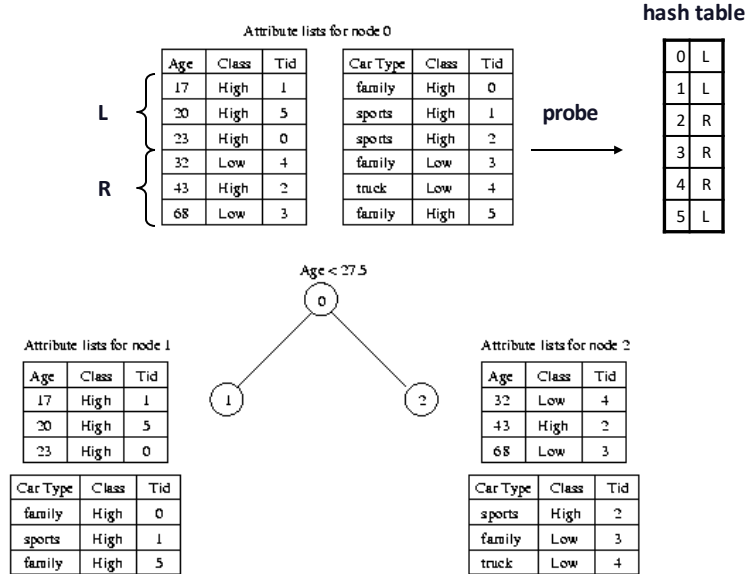 hash table
Attribute lists for node 0
Age Class Tid
17 High 1
20 High 5
23 High 0
32 Low 4
43 High 2
68 Low 3
L
R
Car Type Class Tid
family High 0
sports High 1
sports High 2
family Low 3
truck Low 4
family High 5
probe
0 L
1 L
2 R
3 R
4 R
5 L
Age < 27.5
0
1
2
Attribute lists for node 1
Age Class Tid
17 High 1
20 High 5
23 High 0
Car Type Class Tid
family High 0
sports High 1
family High 5
Attribute lists for node 2
Age Class Tid
32 Low 4
43 High 2
68 Low 3
Car Type Class Tid
sports High 2
family Low 3
truck Low 4